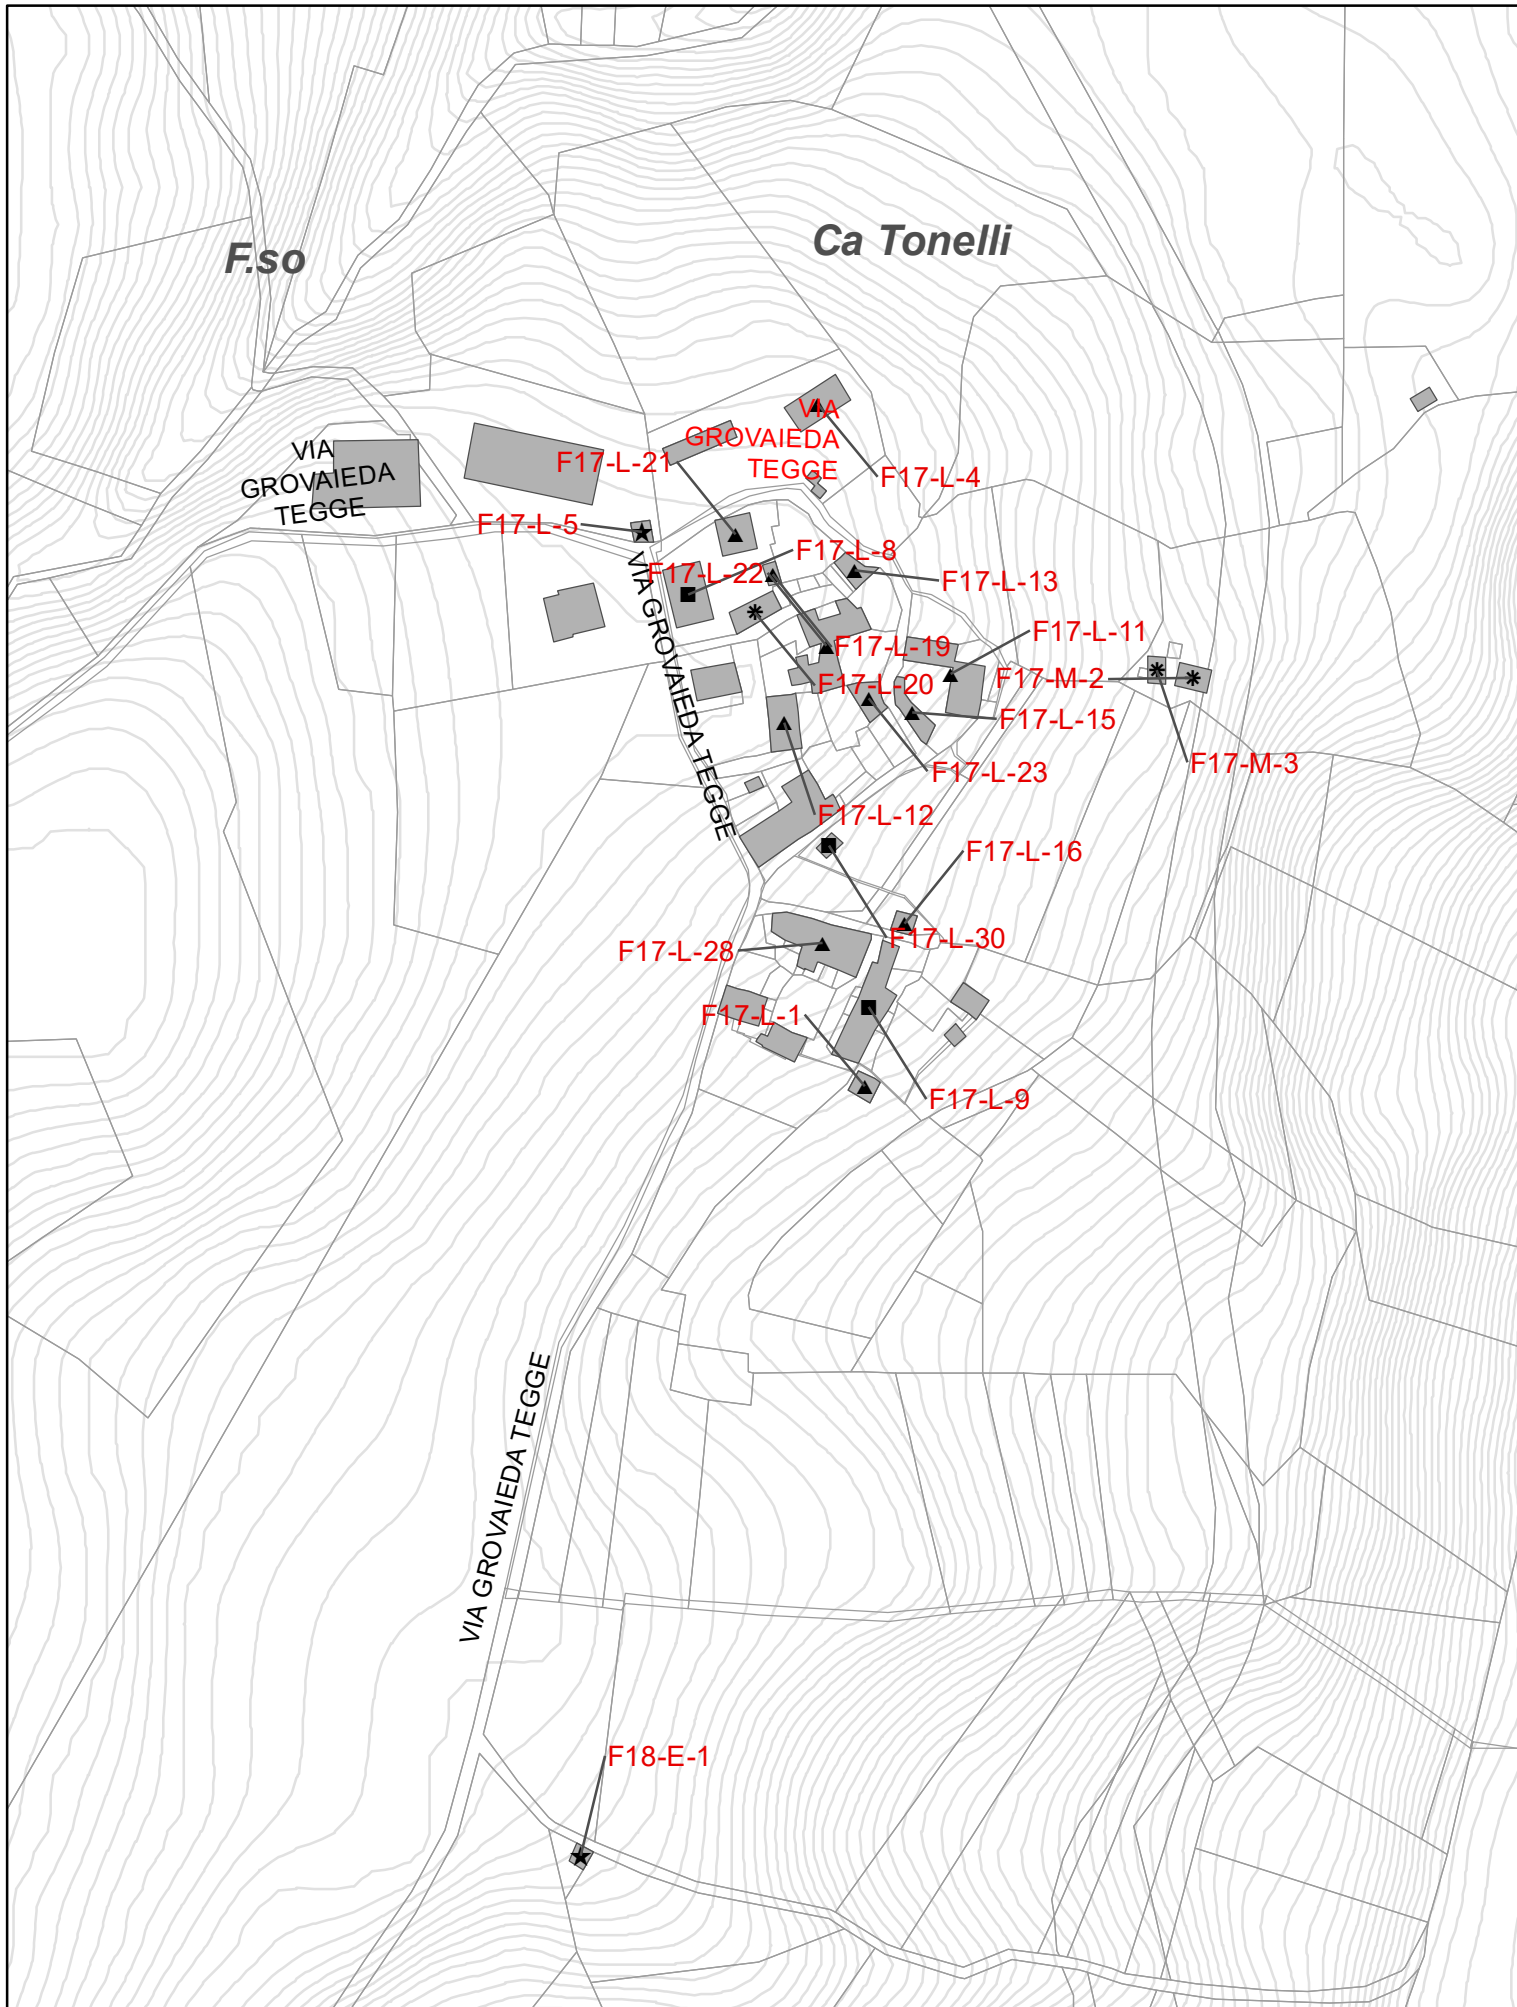 F.so
Ca Tonelli
VIA
GROVAIEDA
TEGGE
VIA
GROVAIEDA
TEGGE
F17-L-21
F17-L-4
F17-L-5
F17-L-8
F17-L-22
F17-L-13
VIA GROVAIEDA TEGGE
F17-L-11
F17-L-19
F17-M-2
F17-L-20
F17-L-15
F17-M-3
F17-L-23
F17-L-12
F17-L-16
F17-L-30
F17-L-28
F17-L-1
F17-L-9
VIA GROVAIEDA TEGGE
F18-E-1